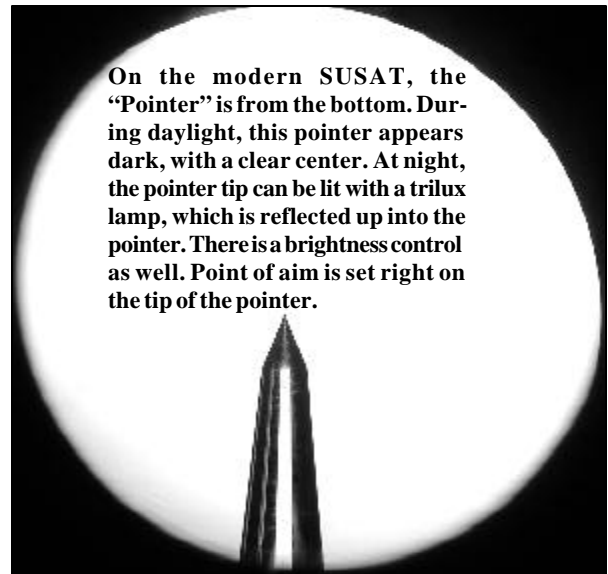 On the modern SUSAT, the
“Pointer” is from the bottom. Dur-
ing daylight, this pointer appears
dark, with a clear center. At night,
the pointer tip can be lit with a trilux
lamp, which is reflected up into the
pointer. There is a brightness control
as well. Point of aim is set right on
the tip of the pointer.